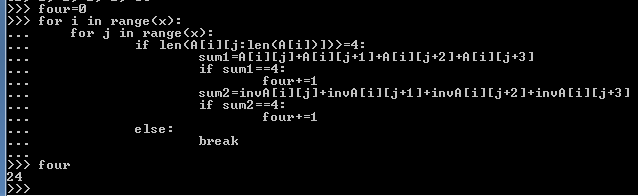 >>> four=0
>>> for i in range(x):
...     for j in range(x):
...             if len(A[i][j:len(A[i])])>=4:
...                     sum1=A[i][j]+A[i][j+1]+A[i][j+2]+A[i][j+3]
...                     if sum1==4:
...                             four+=1
...                     sum2=invA[i][j]+invA[i][j+1]+invA[i][j+2]+invA[i][j+3]
...                     if sum2==4:
...                             four+=1
...             else:
...                     break
...
>>> four
24
>>>